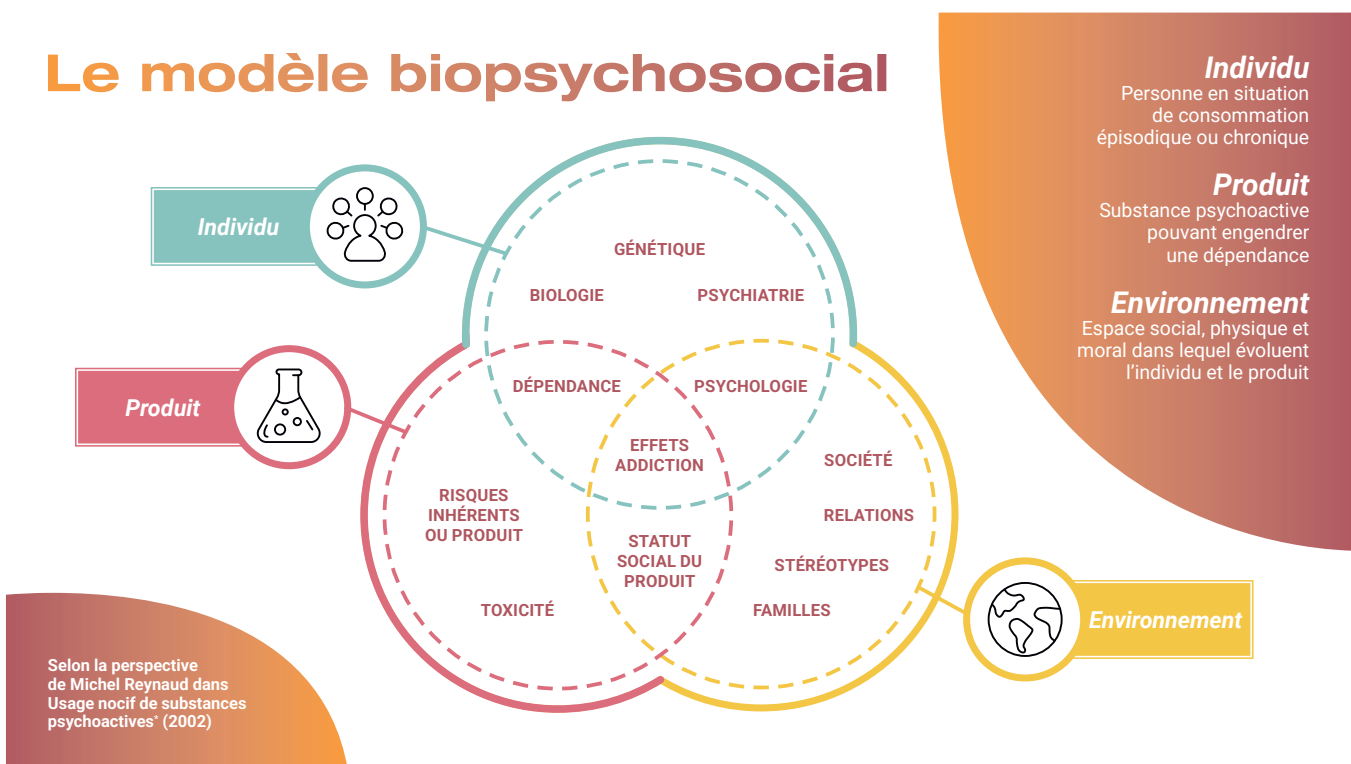 Le modèle biopsychosocial
Individu
Personne en situation
de consommation
épisodique ou chronique
Produit
Substance psychoactive
pouvant engendrer
une dépendance
Environnement
Espace social, physique et
moral dans lequel évoluent
l'individu et le produit
Individu
Produit
GÉNÉTIQUE
BIOLOGIE
PSYCHIATRIE
DÉPENDANCE
PSYCHOLOGIE
EFFETS
ADDICTION
SOCIÉTÉ
RISQUES
INHÉRENTS
OU PRODUIT
RELATIONS
STATUT
SOCIAL DU
PRODUIT
STÉRÉOTYPES
TOXICITÉ
FAMILLES
Environnement
Selon la perspective
de Michel Reynaud dans
Usage nocif de substances
psychoactives* (2002)